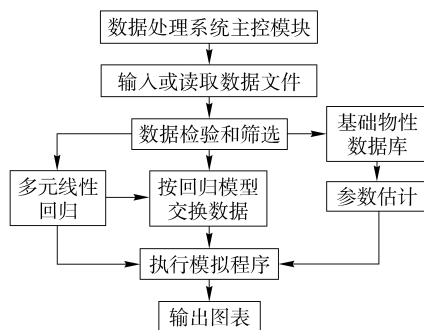 数据处理系统主控模块
输入或读取数据文件
数据检验和筛选
基础物性
数据库
多元线性
回归
按回归模型
交换数据
参数估计
执行模拟程序
输出图表